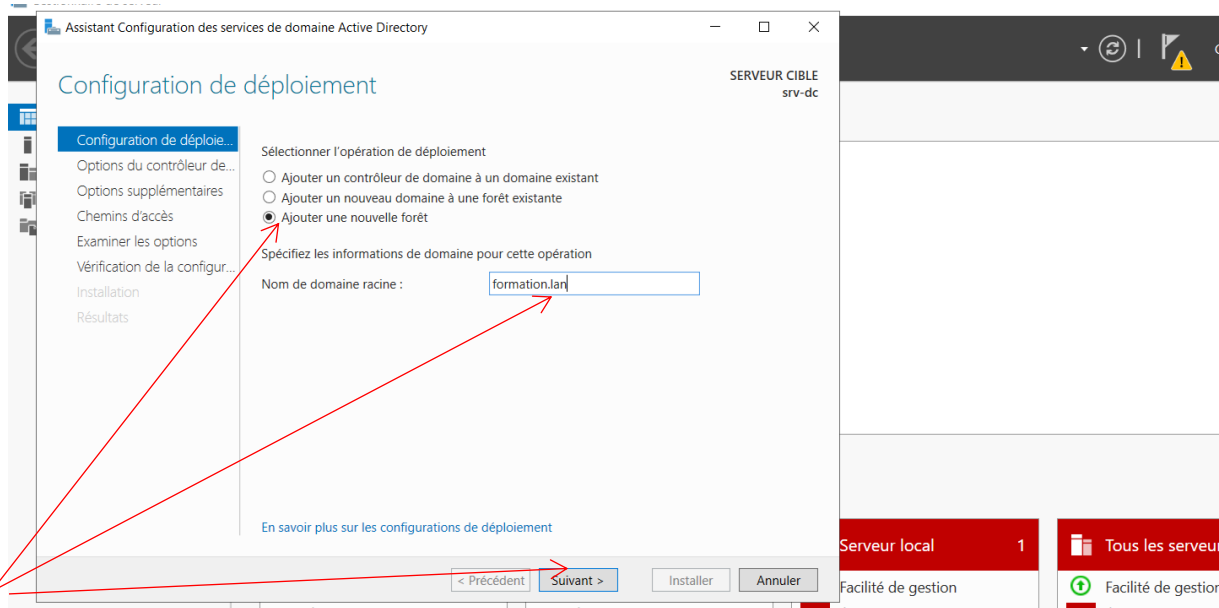 Assistant Configuration des services de domaine Active Directory
Configuration de déploiement
SERVEUR CIBLE
srv-dc
Configuration de déploie...
Options du contrôleur de...
Options supplémentaires
Chemins d'accès
Examiner les options
Vérification de la configur...
Installation
Résultats
Sélectionner l'opération de déploiement
Ajouter un contrôleur de domaine à un domaine existant
Ajouter un nouveau domaine à une forêt existante
Ajouter une nouvelle forêt
Spécifiez les informations de domaine pour cette opération
Nom de domaine racine :
formation.lan
En savoir plus sur les configurations de déploiement
< Précédent
Suivant >
Installer
Annuler
Serveur local 1
Facilité de gestion
Tous les serveur
Facilité de gestion